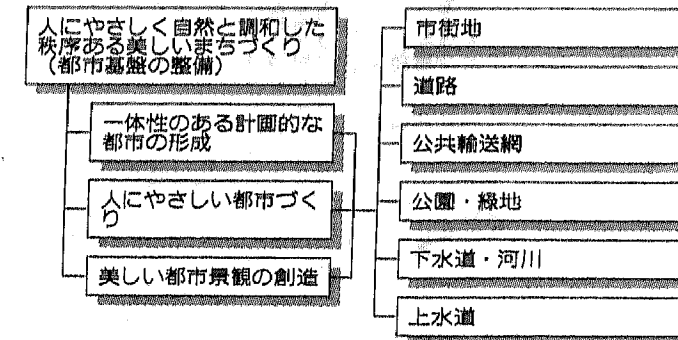 人にやさしく自然と調和した
秩序ある美しいまちづくり
（都市基盤の整備）
一体性のある計画的な
都市の形成
人にやさしい都市づく
り
美しい都市景観の創造
市街地
道路
公共輸送網
公園・緑地
下水道・河川
上水道